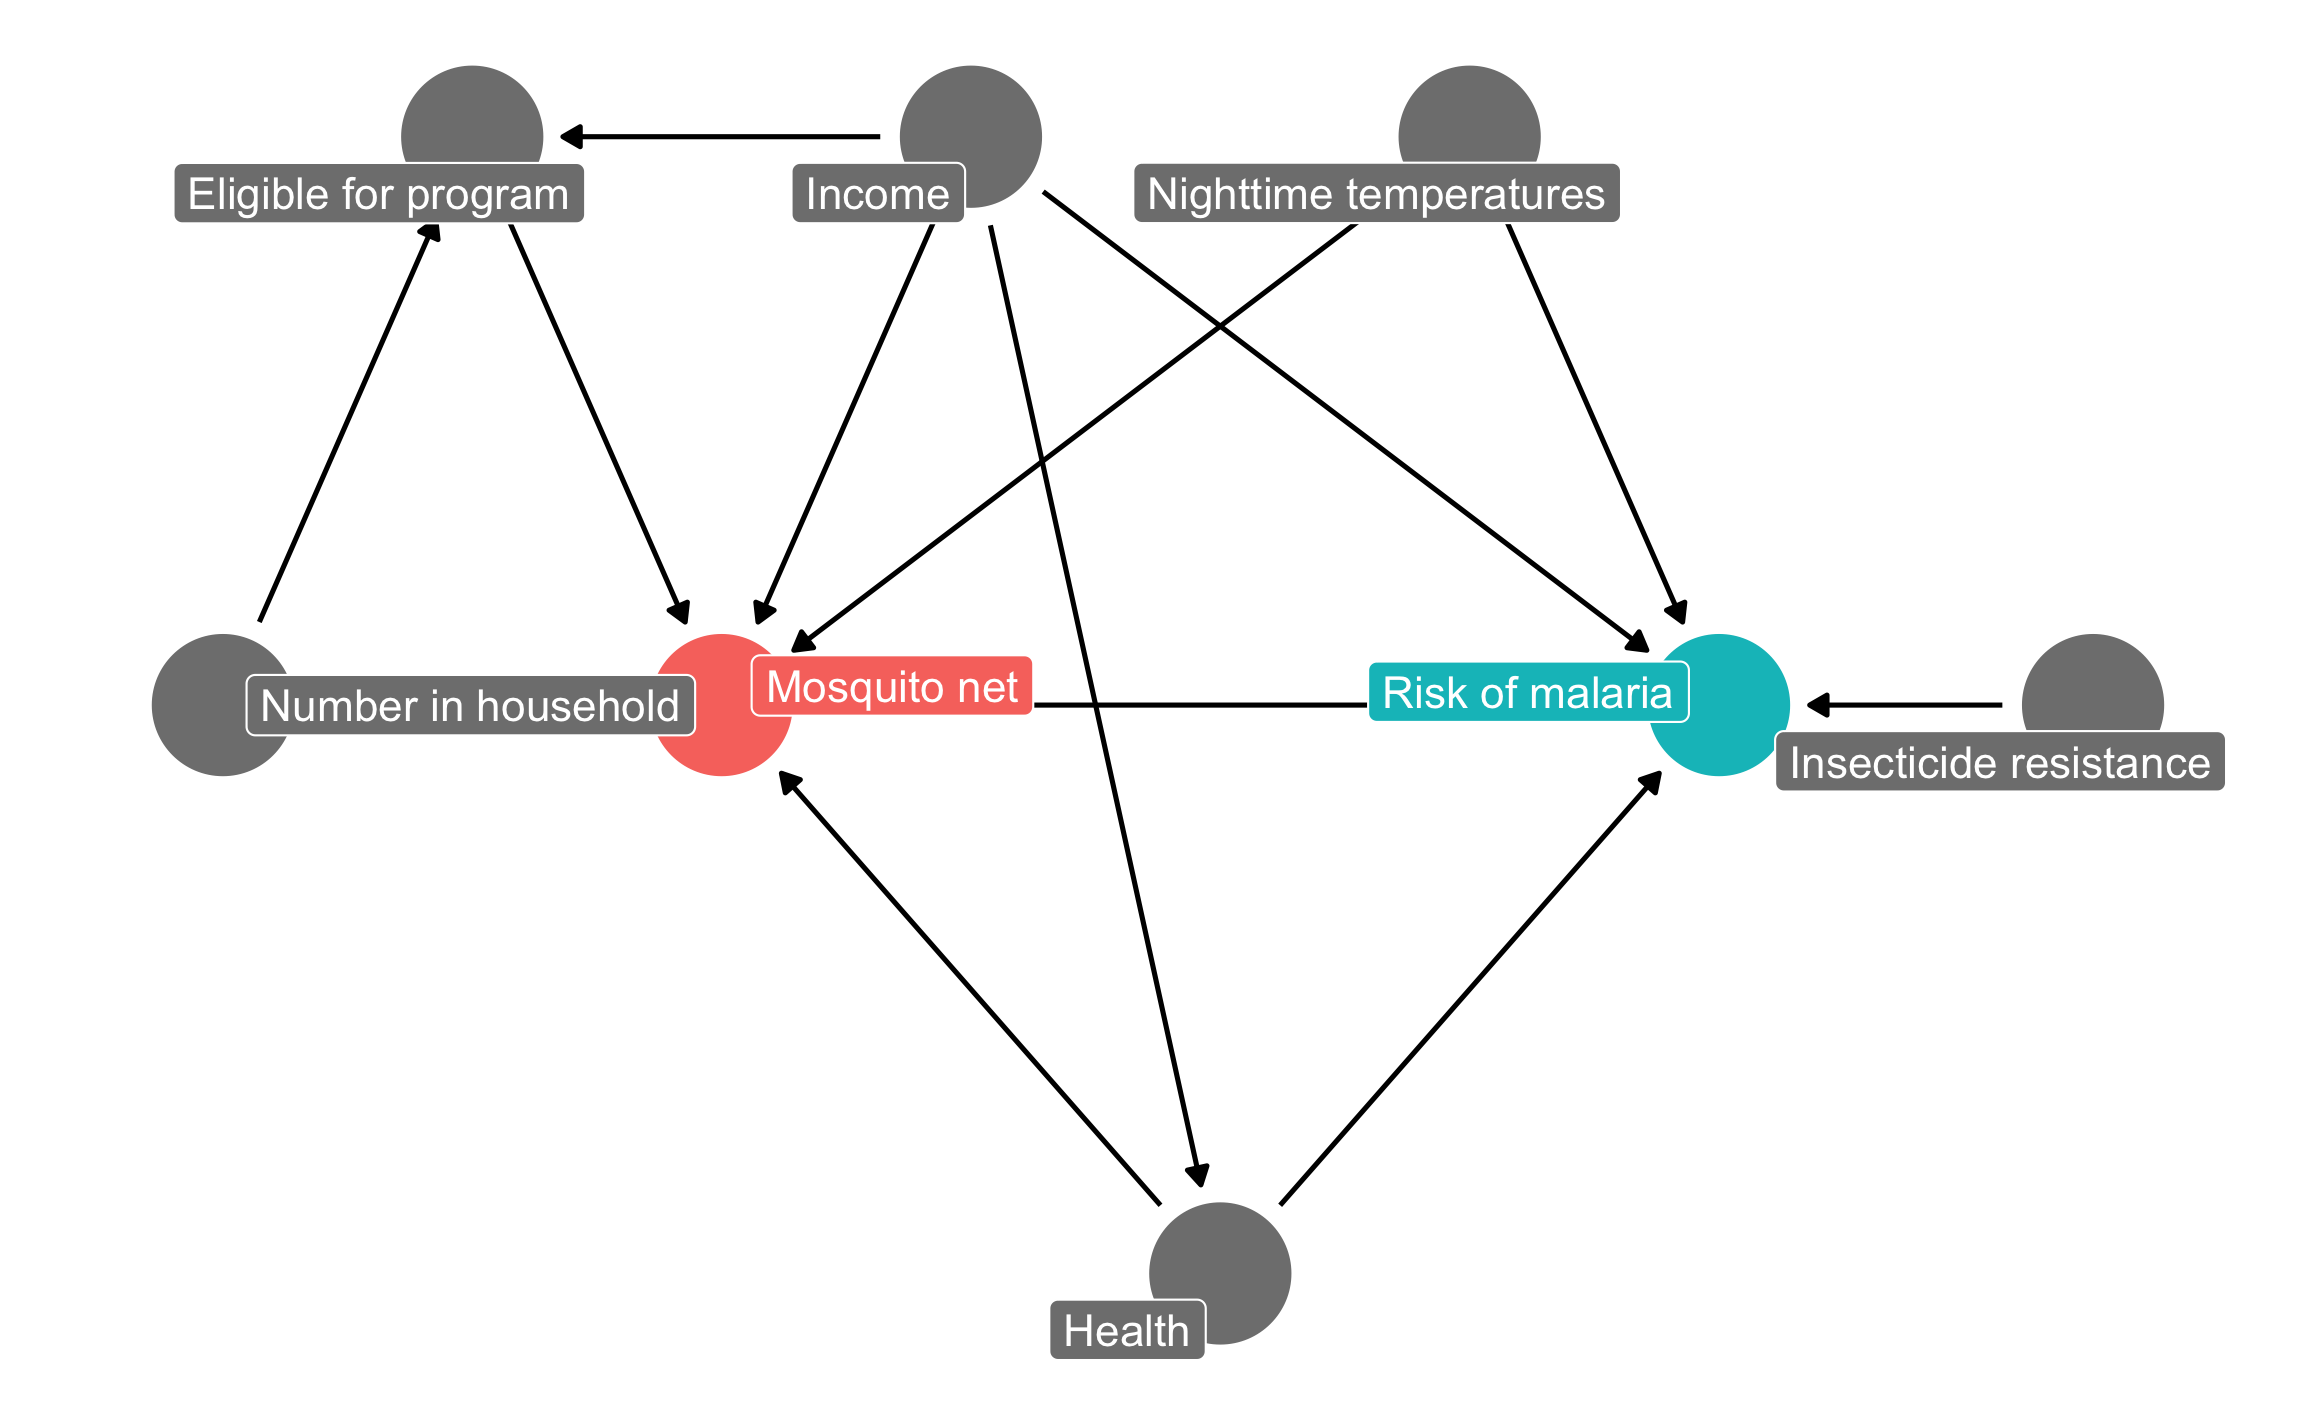 Eligible for program
Income
Nighttime temperatures
Number in household
Mosquito net
Risk of malaria
Insecticide resistance
Health